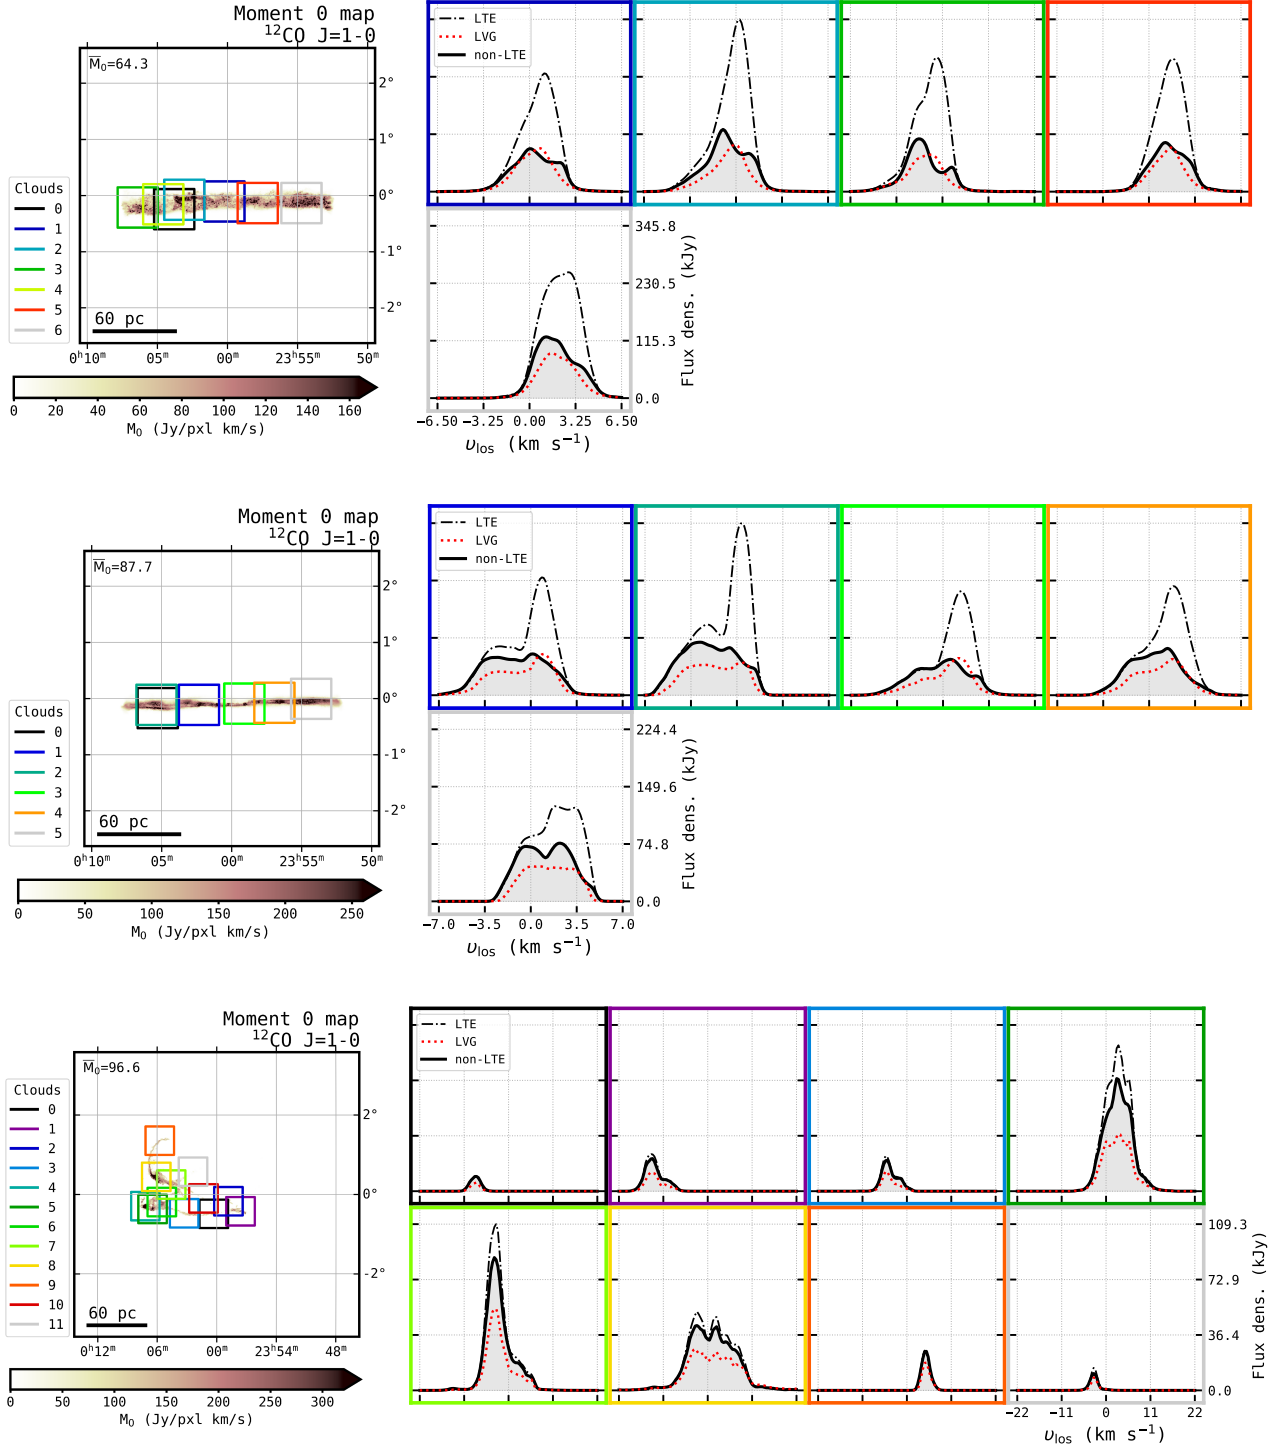 Moment 0 map
¹²CO J=1-0
M̅₀=64.3
2°
1°
0°
-1°
-2°
Clouds
0
1
2
3
4
5
6
60 pc
0ʰ10ᵐ 05ᵐ 00ᵐ 23ʰ55ᵐ 50ᵐ
0 20 40 60 80 100 120 140 160
M₀ (Jy/pxl km/s)
LTE
LVG
non-LTE
345.8
230.5
115.3
0.0
Flux dens. (kJy)
−6.50 −3.25 0.00 3.25 6.50
υlos (km s⁻¹)
Moment 0 map
¹²CO J=1-0
M̅₀=87.7
2°
1°
0°
-1°
-2°
Clouds
0
1
2
3
4
5
60 pc
0ʰ10ᵐ 05ᵐ 00ᵐ 23ʰ55ᵐ 50ᵐ
0 50 100 150 200 250
M₀ (Jy/pxl km/s)
LTE
LVG
non-LTE
224.4
149.6
74.8
0.0
Flux dens. (kJy)
−7.0 −3.5 0.0 3.5 7.0
υlos (km s⁻¹)
Moment 0 map
¹²CO J=1-0
M̅₀=96.6
2°
0°
-2°
Clouds
0
1
2
3
4
5
6
7
8
9
10
11
60 pc
0ʰ12ᵐ 06ᵐ 00ᵐ 23ʰ54ᵐ 48ᵐ
0 50 100 150 200 250 300
M₀ (Jy/pxl km/s)
LTE
LVG
non-LTE
109.3
72.9
36.4
0.0
Flux dens. (kJy)
−22 −11 0 11 22
υlos (km s⁻¹)